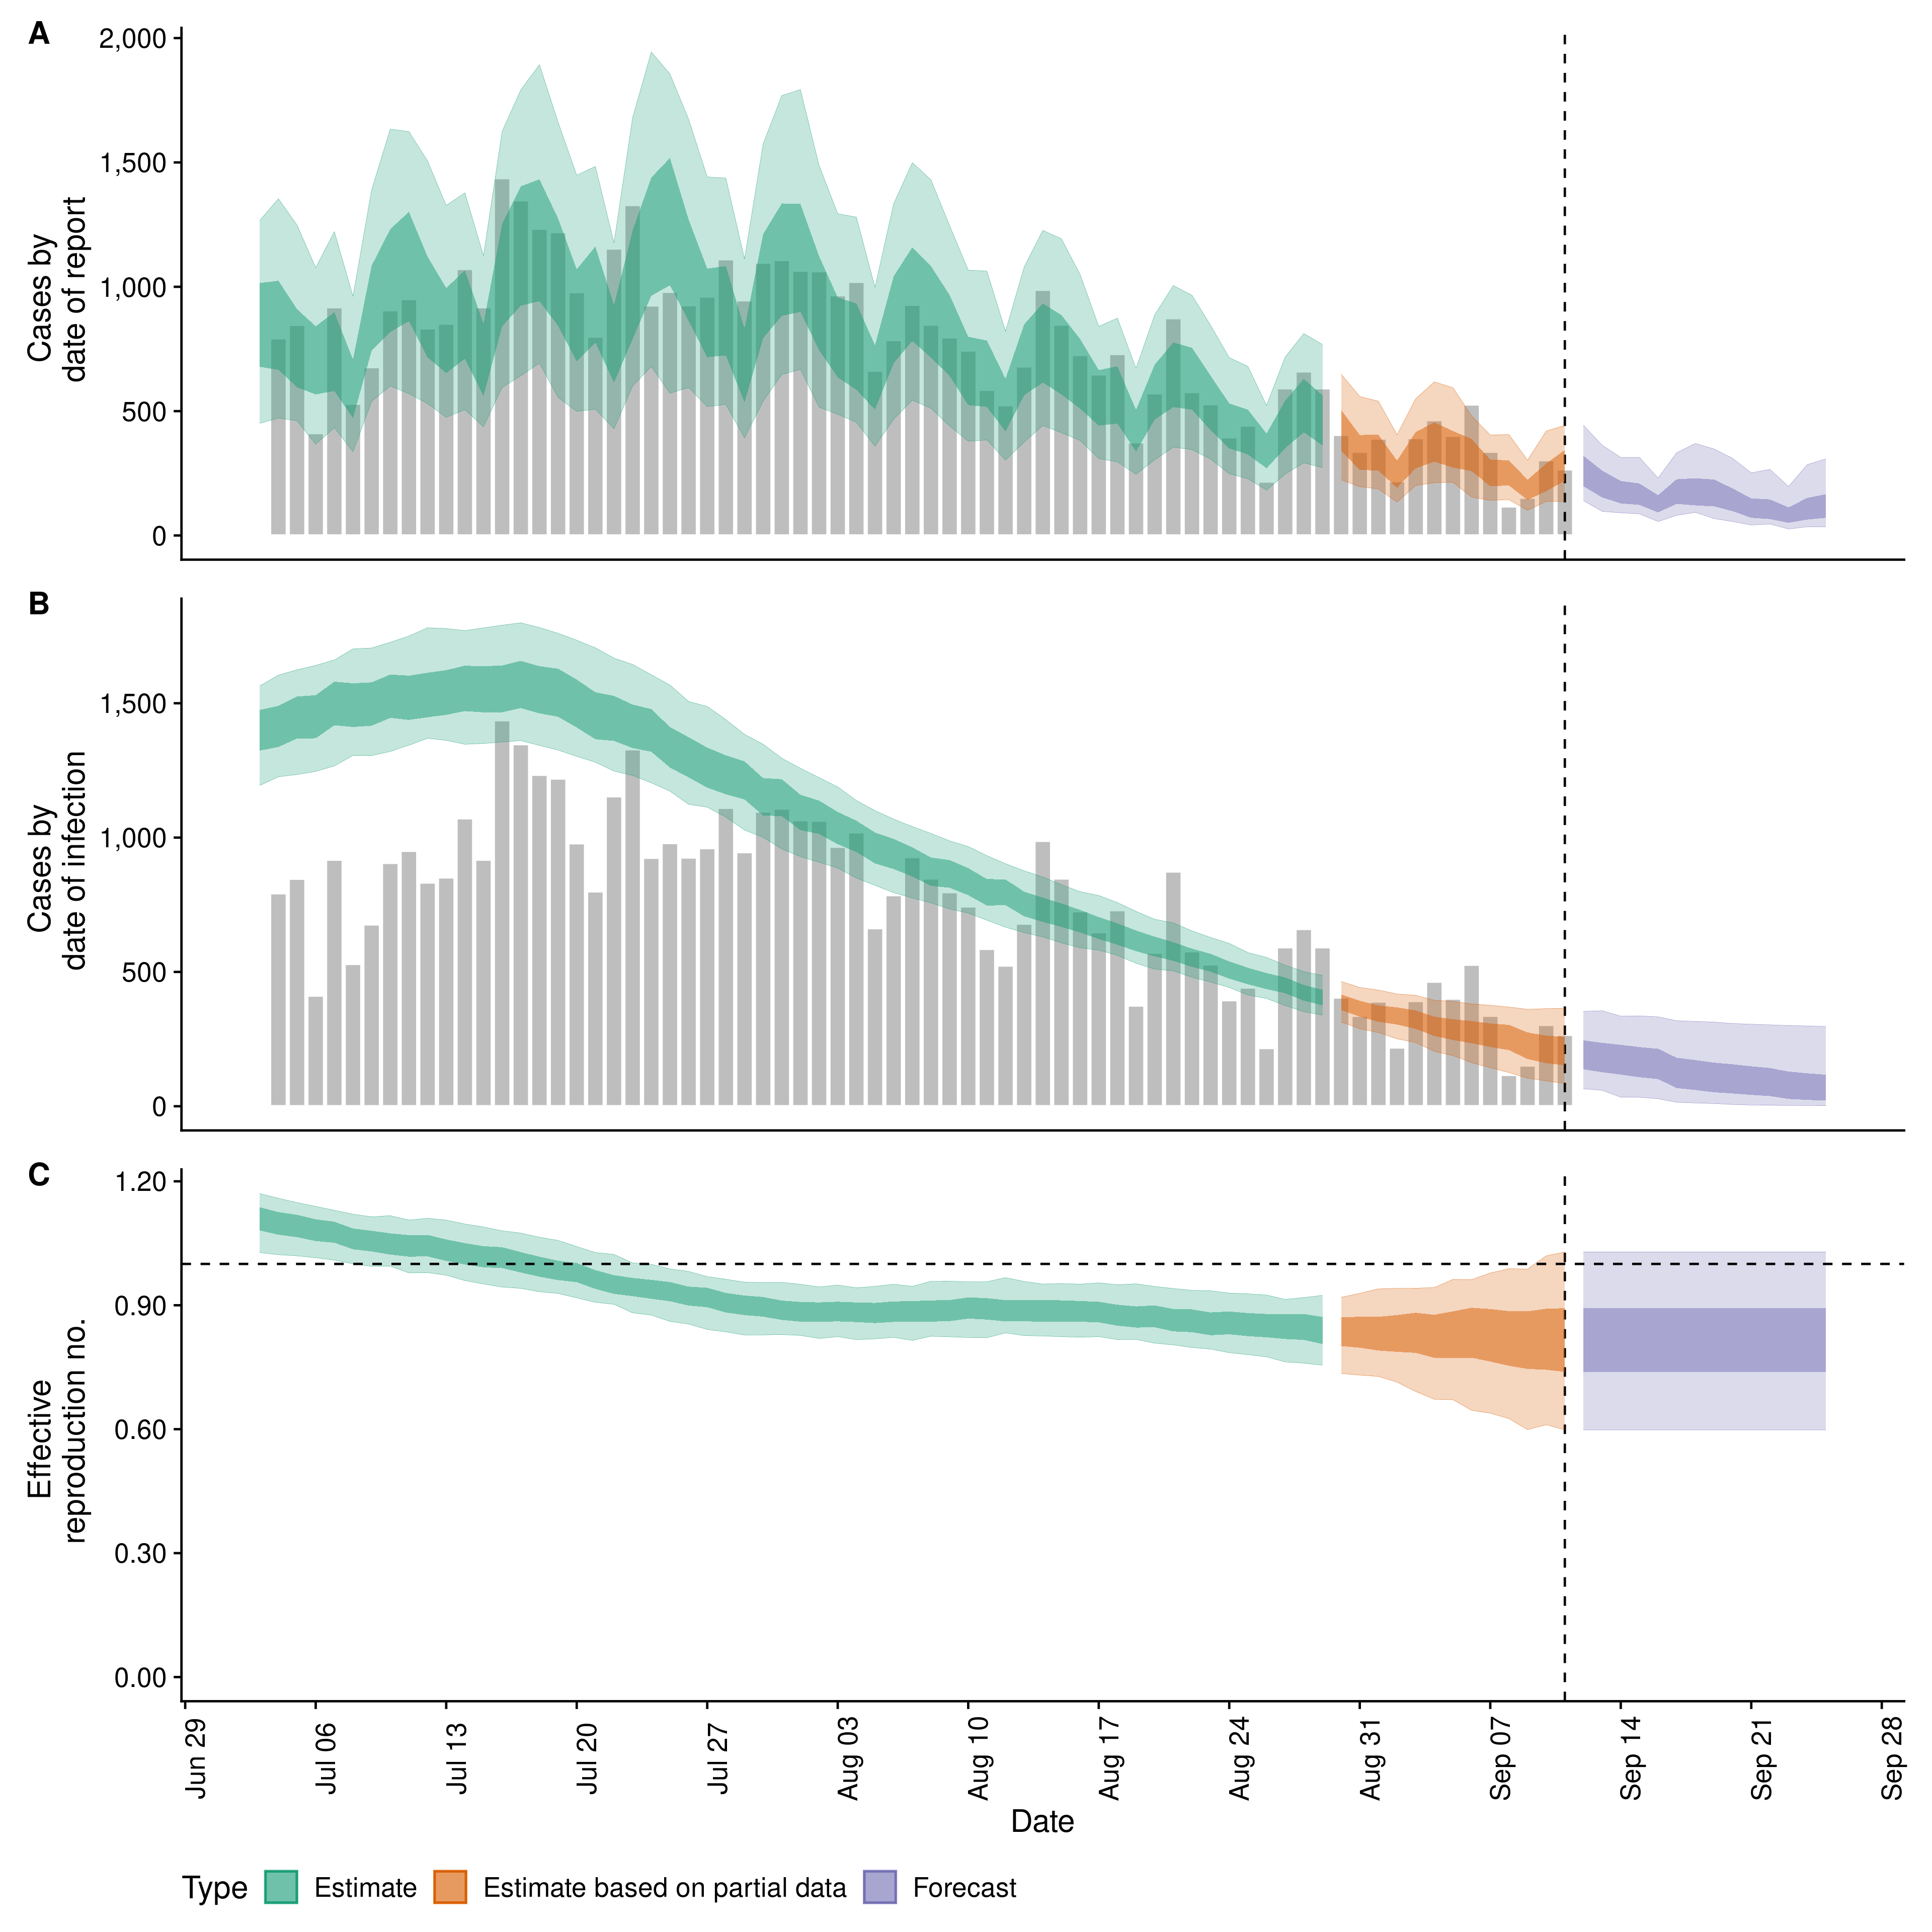 A
2,000
1,500
1,000
500
0
Cases by
date of report
B
1,500
1,000
500
0
Cases by
date of infection
C
1.20
0.90
0.60
0.30
0.00
Effective
reproduction no.
Jun 29
Jul 06
Jul 13
Jul 20
Jul 27
Aug 03
Aug 10
Aug 17
Aug 24
Aug 31
Sep 07
Sep 14
Sep 21
Sep 28
Date
Type Estimate Estimate based on partial data Forecast